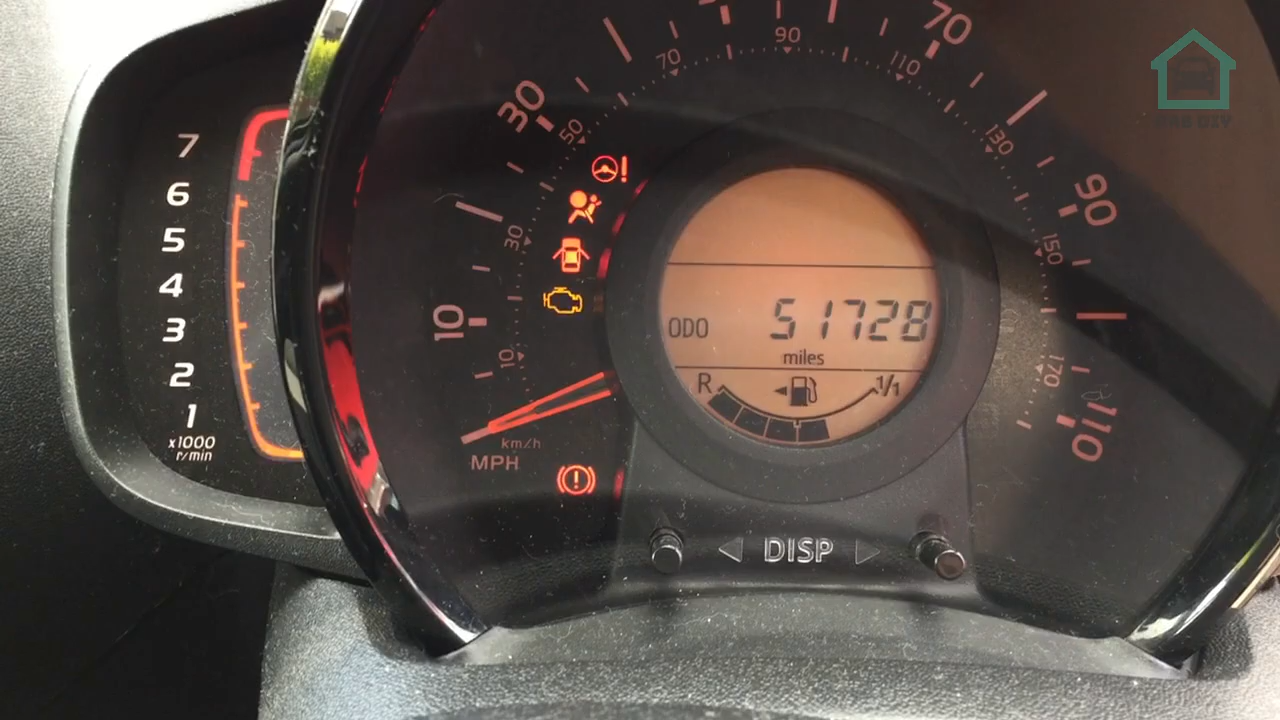 7
6
5
4
3
2
1
x1000
r/min
10
30
70
90
110
10
30
50
70
90
110
130
150
170
km/h
MPH
ODO 51728
miles
R 1/1
◁ DISP ▷